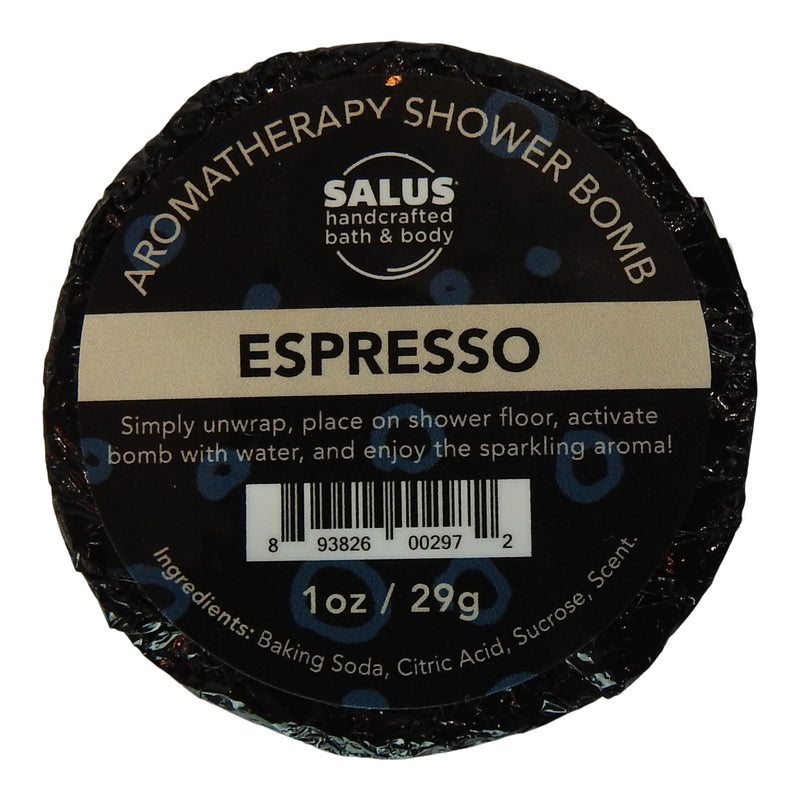 AROMATHERAPY SHOWER BOMB
SALUS
handcrafted
bath & body
ESPRESSO
Simply unwrap, place on shower floor, activate
bomb with water, and enjoy the sparkling aroma!
8 93826 00297 2
1oz / 29g
Ingredients: Baking Soda, Citric Acid, Sucrose, Scent.